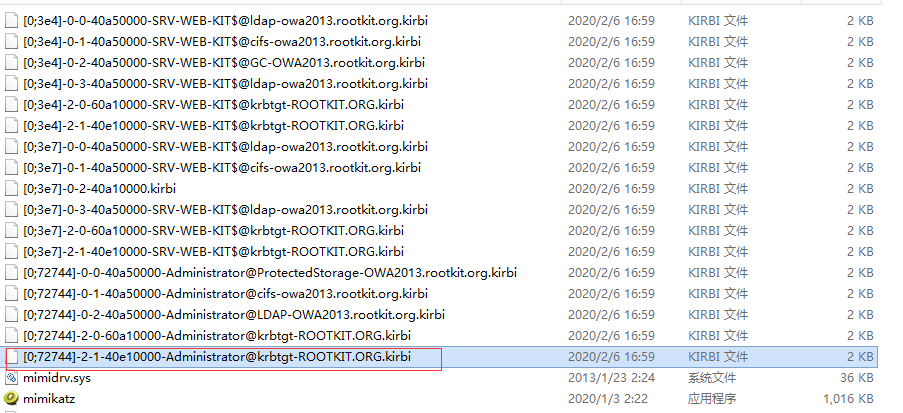 [0;3e4]-0-0-40a50000-SRV-WEB-KIT$@ldap-owa2013.rootkit.org.kirbi 2020/2/6 16:59 KIRBI 文件 2 KB
[0;3e4]-0-1-40a50000-SRV-WEB-KIT$@cifs-owa2013.rootkit.org.kirbi 2020/2/6 16:59 KIRBI 文件 2 KB
[0;3e4]-0-2-40a50000-SRV-WEB-KIT$@GC-OWA2013.rootkit.org.kirbi 2020/2/6 16:59 KIRBI 文件 2 KB
[0;3e4]-0-3-40a50000-SRV-WEB-KIT$@ldap-owa2013.rootkit.org.kirbi 2020/2/6 16:59 KIRBI 文件 2 KB
[0;3e4]-2-0-60a10000-SRV-WEB-KIT$@krbtgt-ROOTKIT.ORG.kirbi 2020/2/6 16:59 KIRBI 文件 2 KB
[0;3e4]-2-1-40e10000-SRV-WEB-KIT$@krbtgt-ROOTKIT.ORG.kirbi 2020/2/6 16:59 KIRBI 文件 2 KB
[0;3e7]-0-0-40a50000-SRV-WEB-KIT$@ldap-owa2013.rootkit.org.kirbi 2020/2/6 16:59 KIRBI 文件 2 KB
[0;3e7]-0-1-40a50000-SRV-WEB-KIT$@cifs-owa2013.rootkit.org.kirbi 2020/2/6 16:59 KIRBI 文件 2 KB
[0;3e7]-0-2-40a10000.kirbi 2020/2/6 16:59 KIRBI 文件 2 KB
[0;3e7]-0-3-40a50000-SRV-WEB-KIT$@ldap-owa2013.rootkit.org.kirbi 2020/2/6 16:59 KIRBI 文件 2 KB
[0;3e7]-2-0-60a10000-SRV-WEB-KIT$@krbtgt-ROOTKIT.ORG.kirbi 2020/2/6 16:59 KIRBI 文件 2 KB
[0;3e7]-2-1-40e10000-SRV-WEB-KIT$@krbtgt-ROOTKIT.ORG.kirbi 2020/2/6 16:59 KIRBI 文件 2 KB
[0;72744]-0-0-40a50000-Administrator@ProtectedStorage-OWA2013.rootkit.org.kirbi 2020/2/6 16:59 KIRBI 文件 2 KB
[0;72744]-0-1-40a50000-Administrator@cifs-owa2013.rootkit.org.kirbi 2020/2/6 16:59 KIRBI 文件 2 KB
[0;72744]-0-2-40a50000-Administrator@LDAP-OWA2013.rootkit.org.kirbi 2020/2/6 16:59 KIRBI 文件 2 KB
[0;72744]-2-0-60a10000-Administrator@krbtgt-ROOTKIT.ORG.kirbi 2020/2/6 16:59 KIRBI 文件 2 KB
[0;72744]-2-1-40e10000-Administrator@krbtgt-ROOTKIT.ORG.kirbi 2020/2/6 16:59 KIRBI 文件 2 KB
mimidrv.sys 2013/1/23 2:24 系统文件 36 KB
mimikatz 2020/1/3 2:22 应用程序 1,016 KB